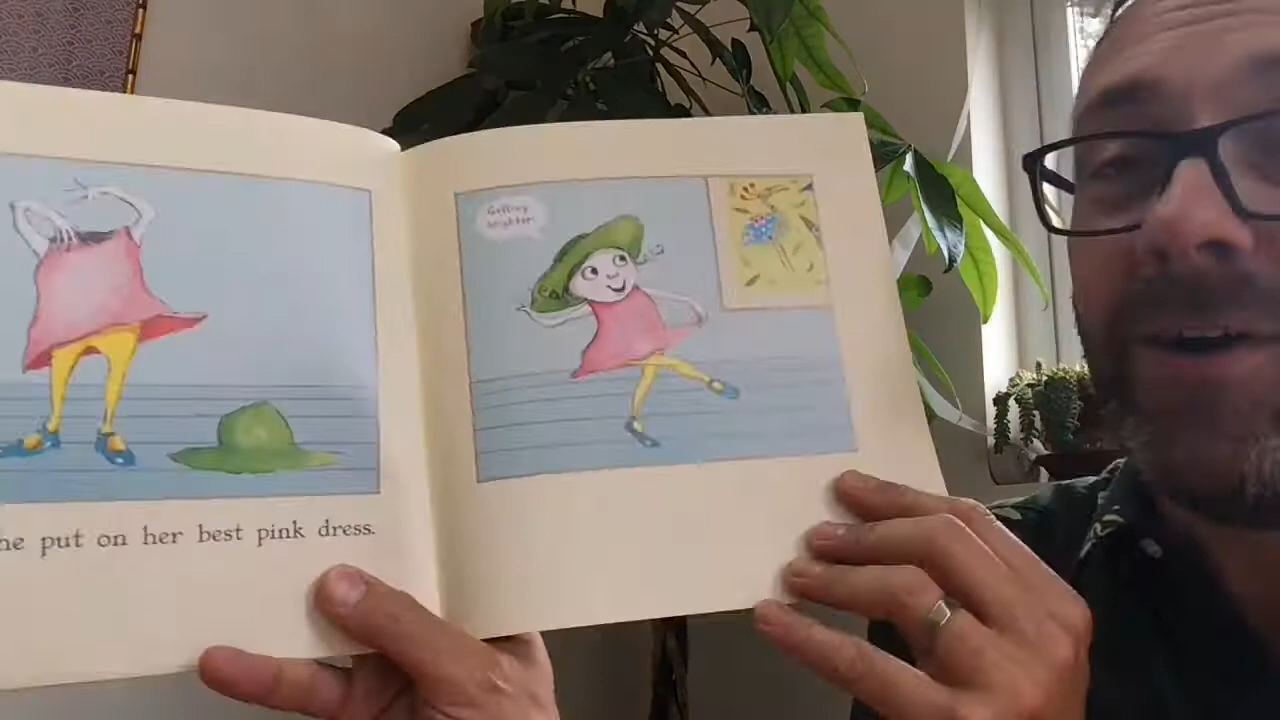 he put on her best pink dress.
Getting
brighter!